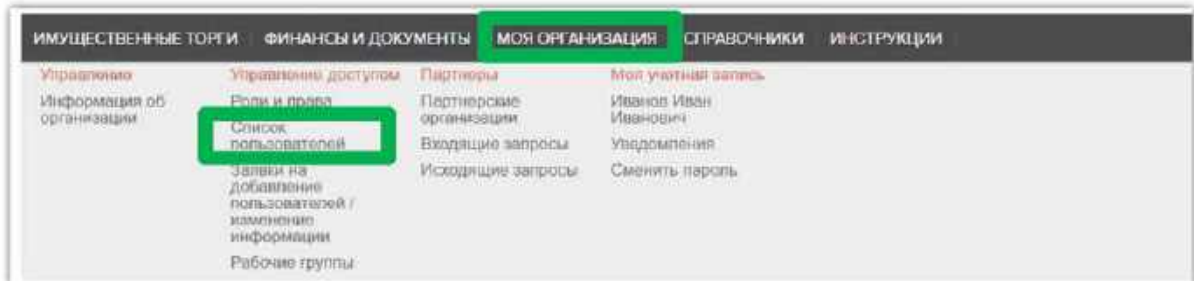 ИМУЩЕСТВЕННЫЕ ТОРГИ ФИНАНСЫ И ДОКУМЕНТЫ МОЯ ОРГАНИЗАЦИЯ СПРАВОЧНИКИ ИНСТРУКЦИИ
Управление
Информация об
организации
Управление доступом
Роли и права
Список
пользователей
Заявки на
добавление
пользователей /
изменение
информации
Рабочие группы
Партнеры
Партнерские
организации
Входящие запросы
Исходящие запросы
Моя учетная запись
Иванов Иван
Иванович
Уведомления
Сменить пароль